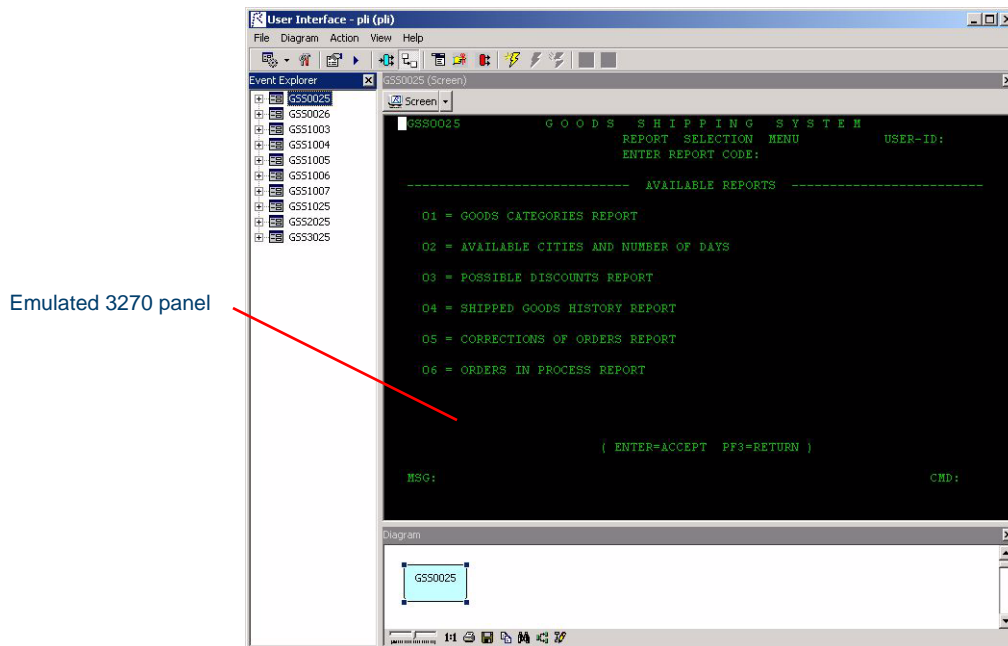 User Interface - pli (pli)
File Diagram Action View Help
Event Explorer
GSS0025 (Screen)
GSS0025
GSS0026
GSS1003
GSS1004
GSS1005
GSS1006
GSS1007
GSS1025
GSS2025
GSS3025
Screen
GSS0025 G O O D S S H I P P I N G S Y S T E M
REPORT SELECTION MENU USER-ID:
ENTER REPORT CODE:
------------------------------ AVAILABLE REPORTS --------------------------
01 = GOODS CATEGORIES REPORT
02 = AVAILABLE CITIES AND NUMBER OF DAYS
03 = POSSIBLE DISCOUNTS REPORT
04 = SHIPPED GOODS HISTORY REPORT
05 = CORRECTIONS OF ORDERS REPORT
06 = ORDERS IN PROCESS REPORT
( ENTER=ACCEPT PF3=RETURN )
MSG: CMD:
Emulated 3270 panel
Diagram
GSS0025
1:1